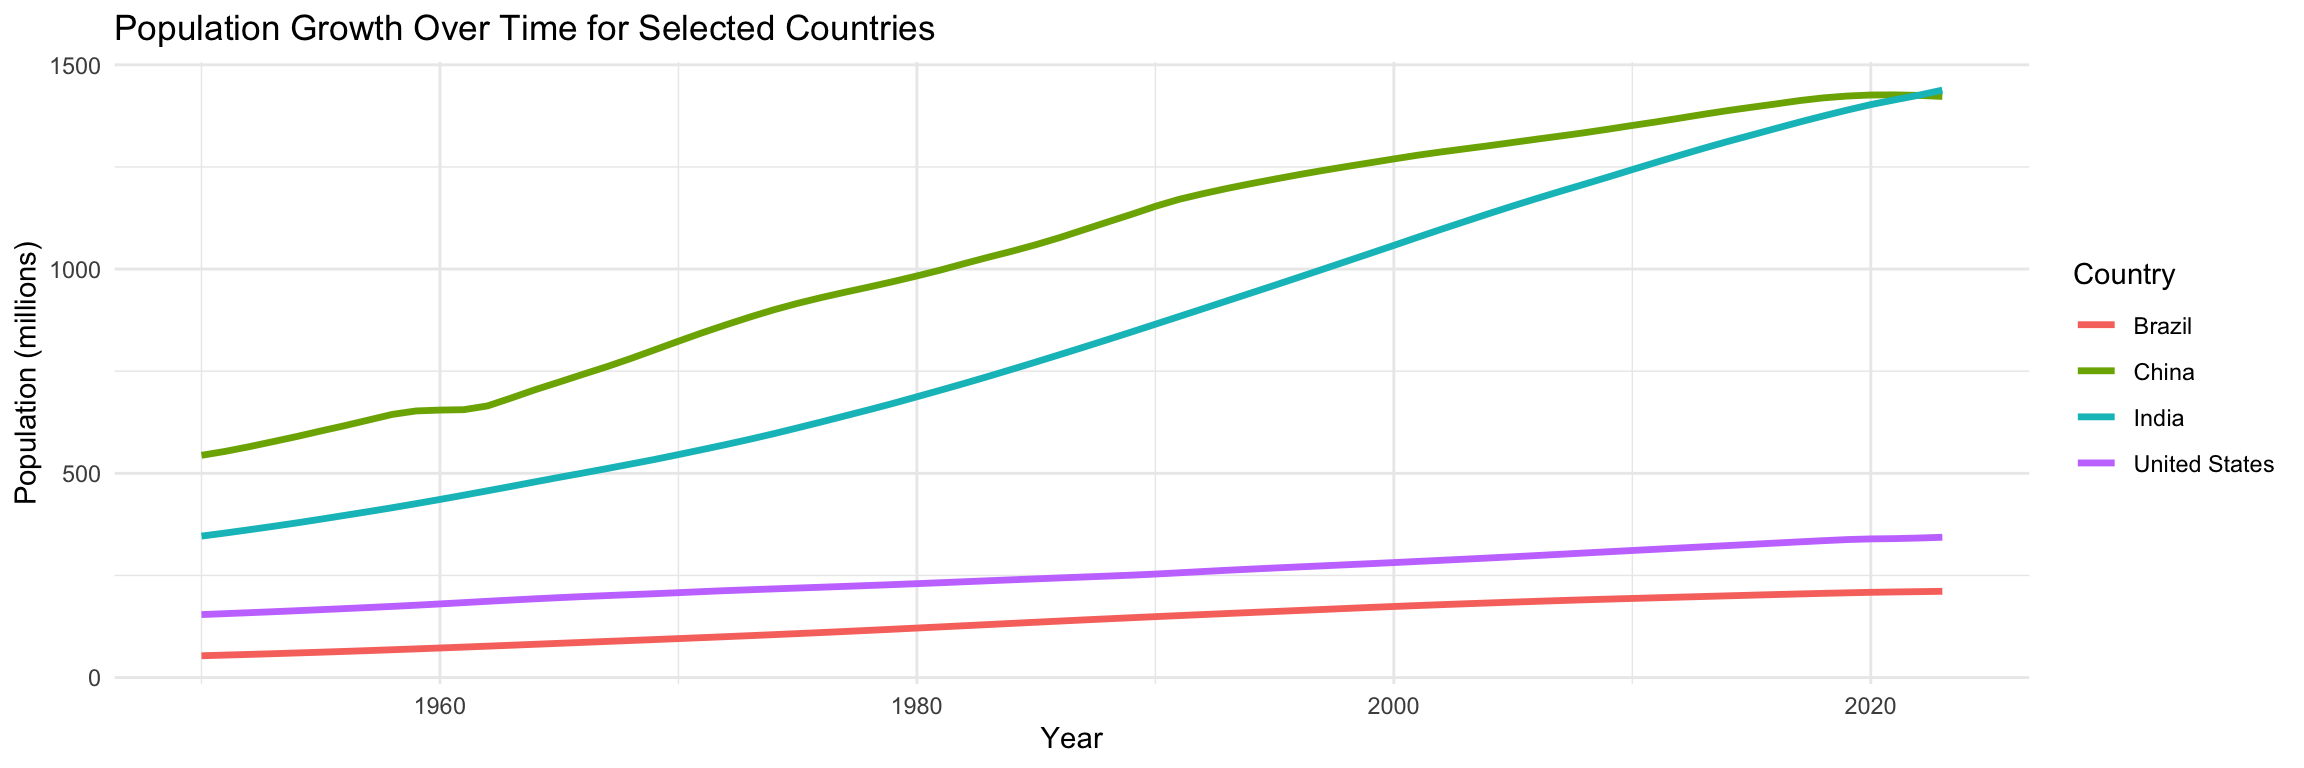 Population Growth Over Time for Selected Countries
1500
1000
500
0
Population (millions)
1960
1980
2000
2020
Year
Country
Brazil
China
India
United States